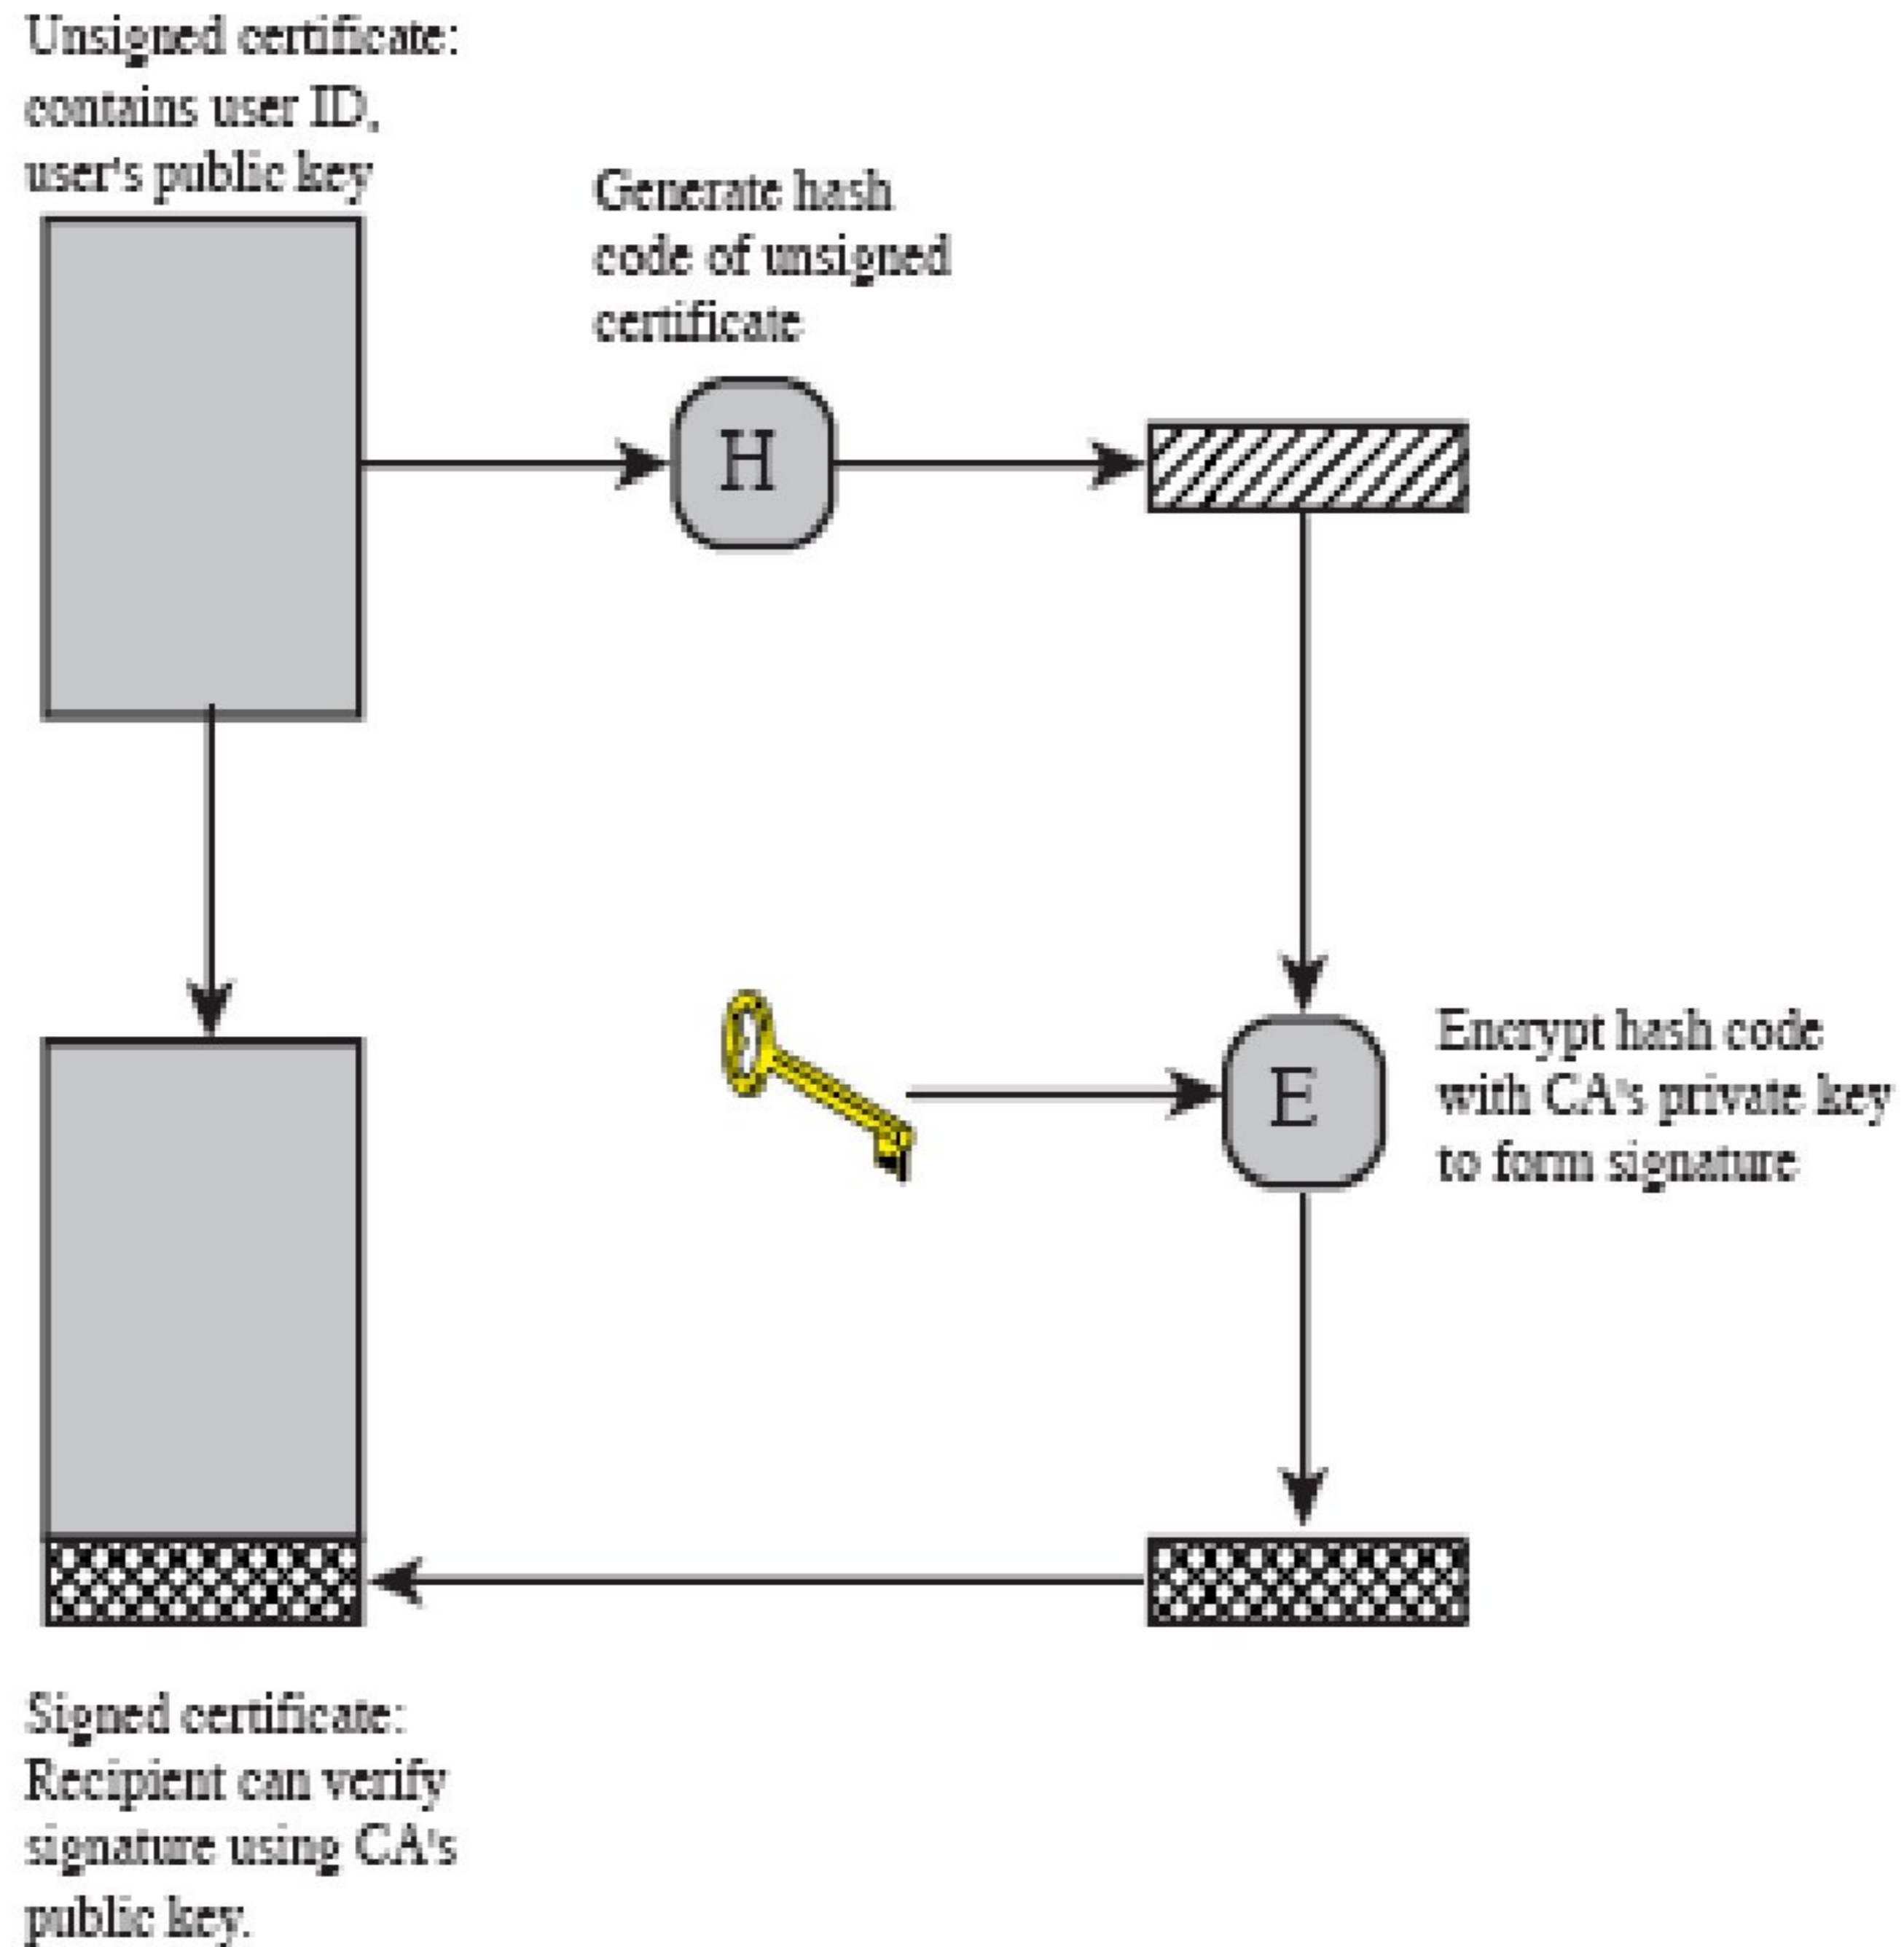 Unsigned certificate:
contains user ID,
user's public key
Generate hash
code of unsigned
certificate
H
E
Encrypt hash code
with CA's private key
to form signature
Signed certificate:
Recipient can verify
signature using CA's
public key.